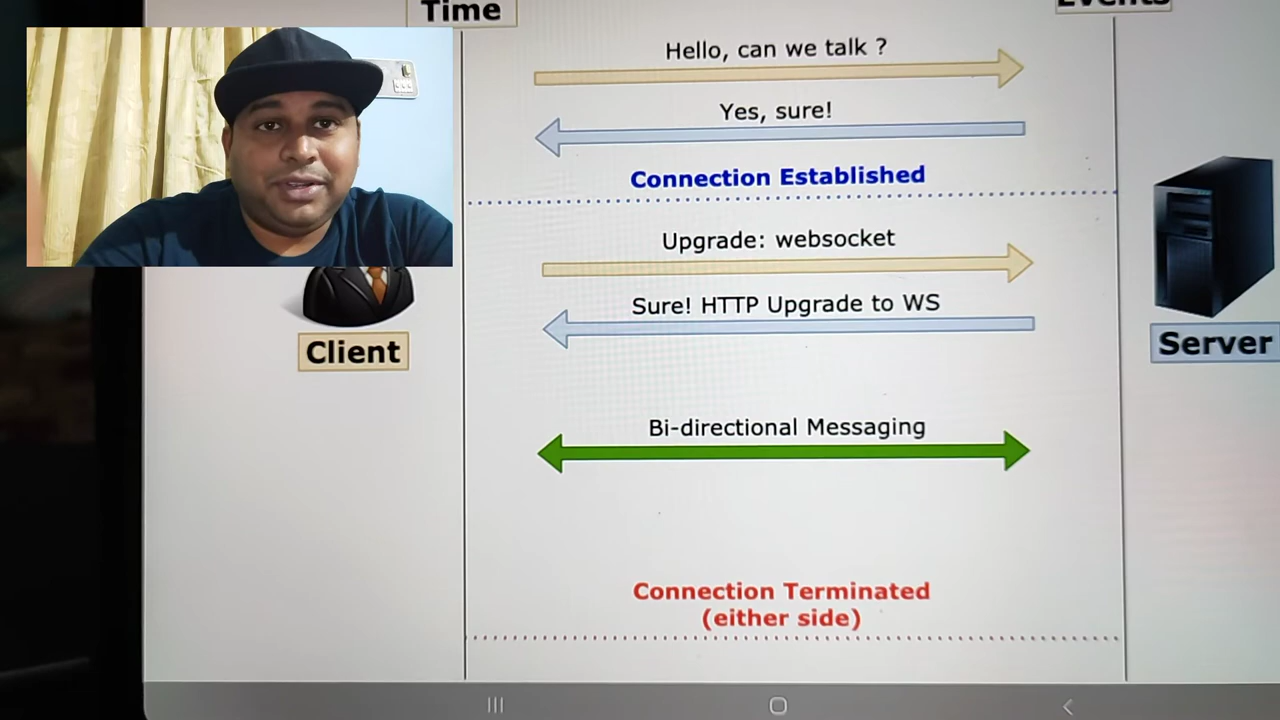 Time
Events
Hello, can we talk ?
Yes, sure!
Connection Established
Upgrade: websocket
Sure! HTTP Upgrade to WS
Client
Server
Bi-directional Messaging
Connection Terminated
(either side)